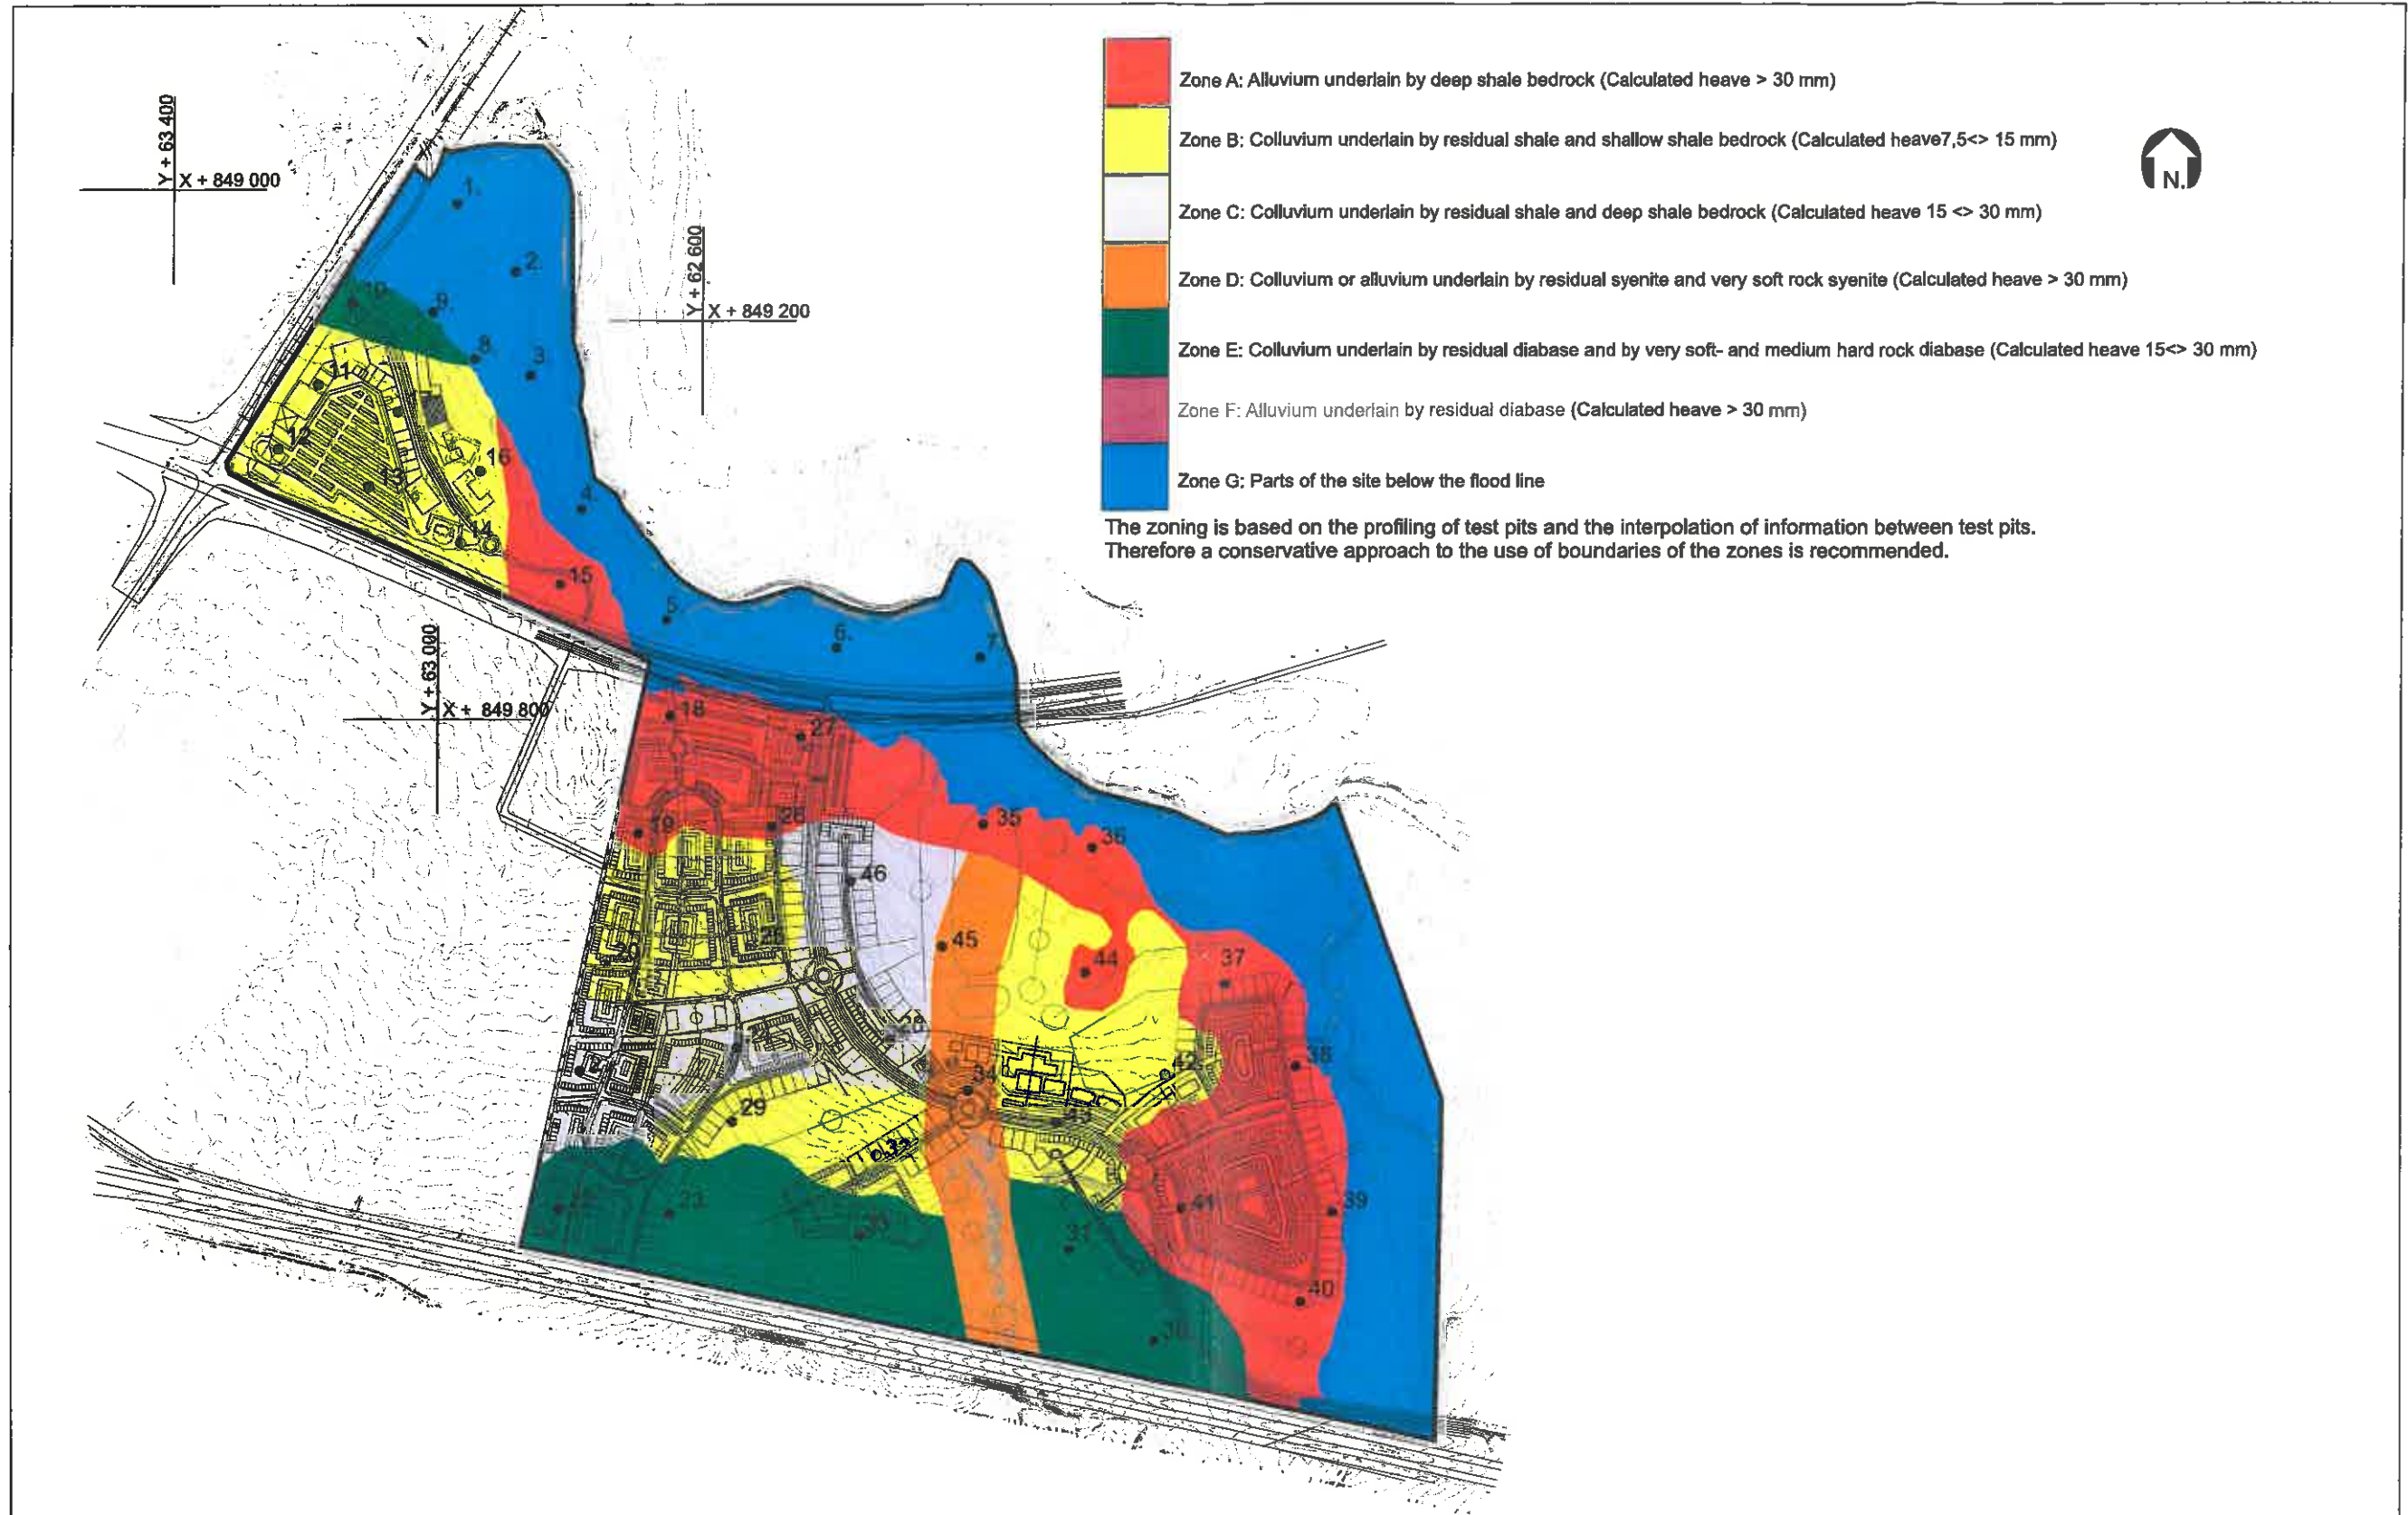 Zone A: Alluvium underlain by deep shale bedrock (Calculated heave > 30 mm)
Zone B: Colluvium underlain by residual shale and shallow shale bedrock (Calculated heave7,5<> 15 mm)
Zone C: Colluvium underlain by residual shale and deep shale bedrock (Calculated heave 15 <> 30 mm)
Zone D: Colluvium or alluvium underlain by residual syenite and very soft rock syenite (Calculated heave > 30 mm)
Zone E: Colluvium underlain by residual diabase and by very soft- and medium hard rock diabase (Calculated heave 15<> 30 mm)
Zone F: Alluvium underlain by residual diabase (Calculated heave > 30 mm)
Zone G: Parts of the site below the flood line
The zoning is based on the profiling of test pits and the interpolation of information between test pits.
Therefore a conservative approach to the use of boundaries of the zones is recommended.
N.
Y + 63 400
X + 849 000
Y + 62 600
X + 849 200
Y + 63 000
X + 849 800
1.
2.
10.
9.
8.
3.
11
12
16
13
4.
14
15
5.
6.
7.
18
27
19
26
35
36
46
45
25
20
44
37
28
38
42
34
43
29
32
23
41
39
31
40